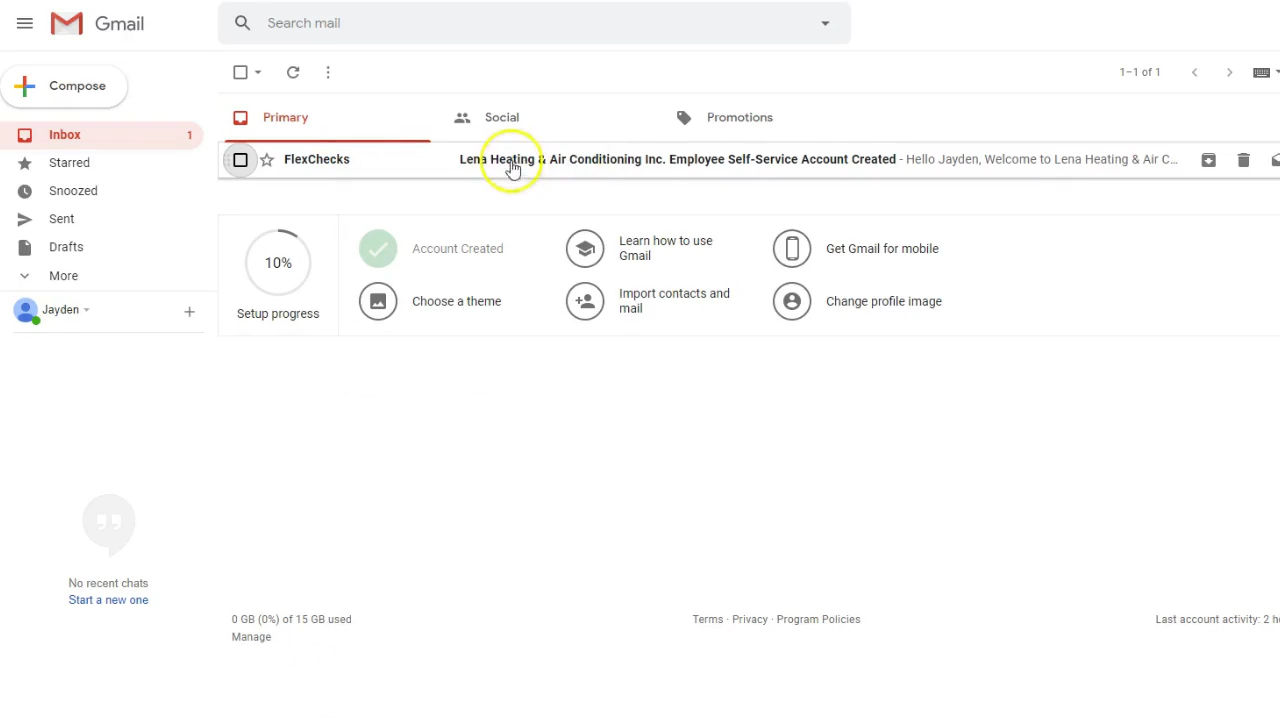 Gmail
Search mail
Compose
1–1 of 1
Inbox 1
Primary
Social
Promotions
Starred
FlexChecks
Lena Heating & Air Conditioning Inc. Employee Self-Service Account Created - Hello Jayden, Welcome to Lena Heating & Air C...
Snoozed
Sent
Drafts
More
Jayden
10%
Setup progress
Account Created
Learn how to use
Gmail
Get Gmail for mobile
Choose a theme
Import contacts and
mail
Change profile image
No recent chats
Start a new one
0 GB (0%) of 15 GB used
Manage
Terms · Privacy · Program Policies
Last account activity: 2